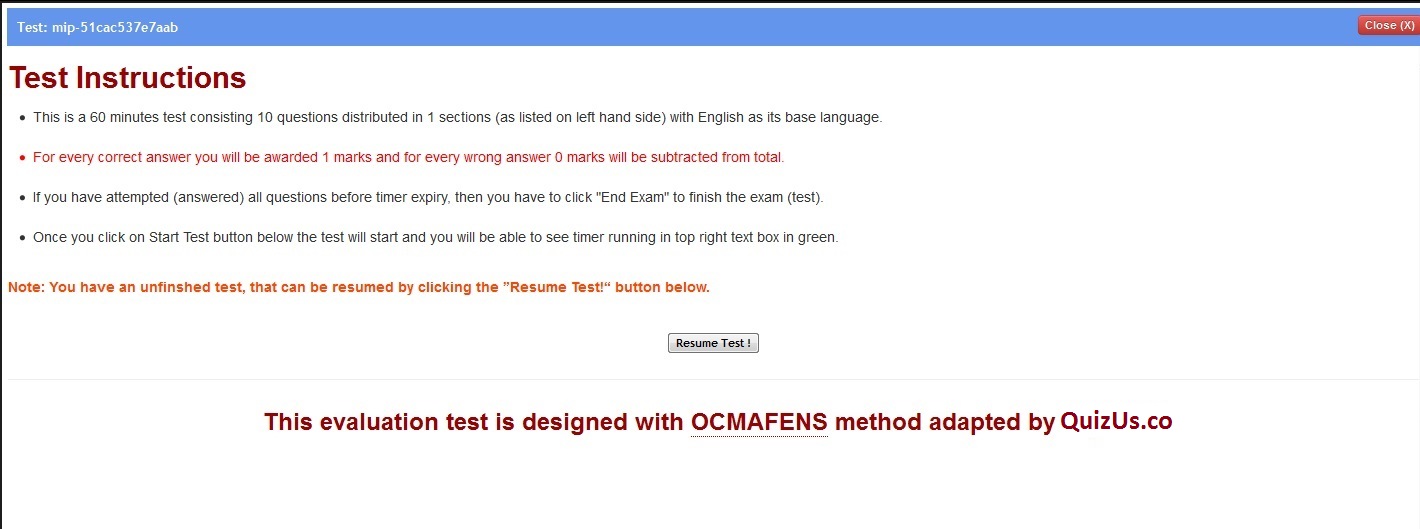 Test: mip-51cac537e7aab
Close (X)
Test Instructions
This is a 60 minutes test consisting 10 questions distributed in 1 sections (as listed on left hand side) with English as its base language.
For every correct answer you will be awarded 1 marks and for every wrong answer 0 marks will be subtracted from total.
If you have attempted (answered) all questions before timer expiry, then you have to click "End Exam" to finish the exam (test).
Once you click on Start Test button below the test will start and you will be able to see timer running in top right text box in green.
Note: You have an unfinshed test, that can be resumed by clicking the ”Resume Test!“ button below.
Resume Test !
This evaluation test is designed with OCMAFENS method adapted by QuizUs.co